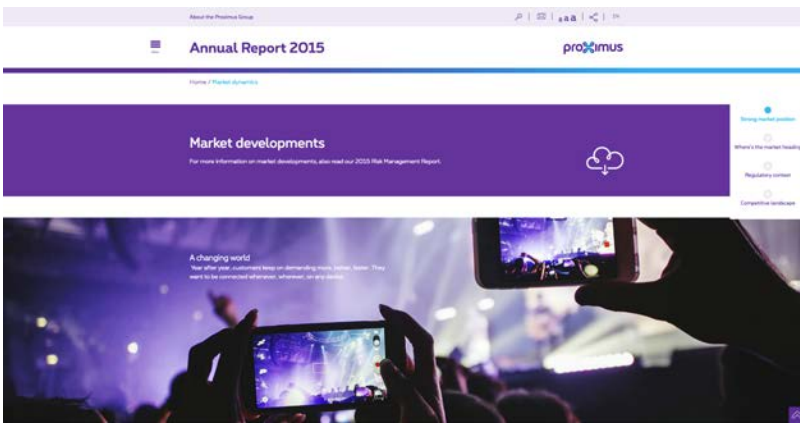 About the Proximus Group
EN
Annual Report 2015
proximus
Home / Market dynamics
Market developments
For more information on market developments, also read our 2015 Risk Management Report.
Strong market position
Where's the market heading
Regulatory context
Competitive landscape
A changing world
Year after year, customers keep on demanding more, better, faster. They
want to be connected whenever, wherever, on any device.